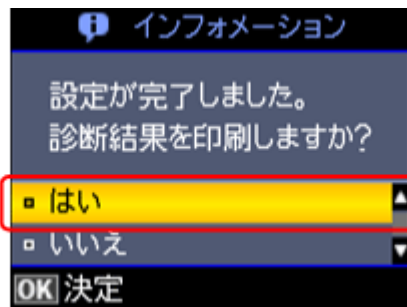 インフォメーション
設定が完了しました。
診断結果を印刷しますか?
はい
いいえ
OK 決定